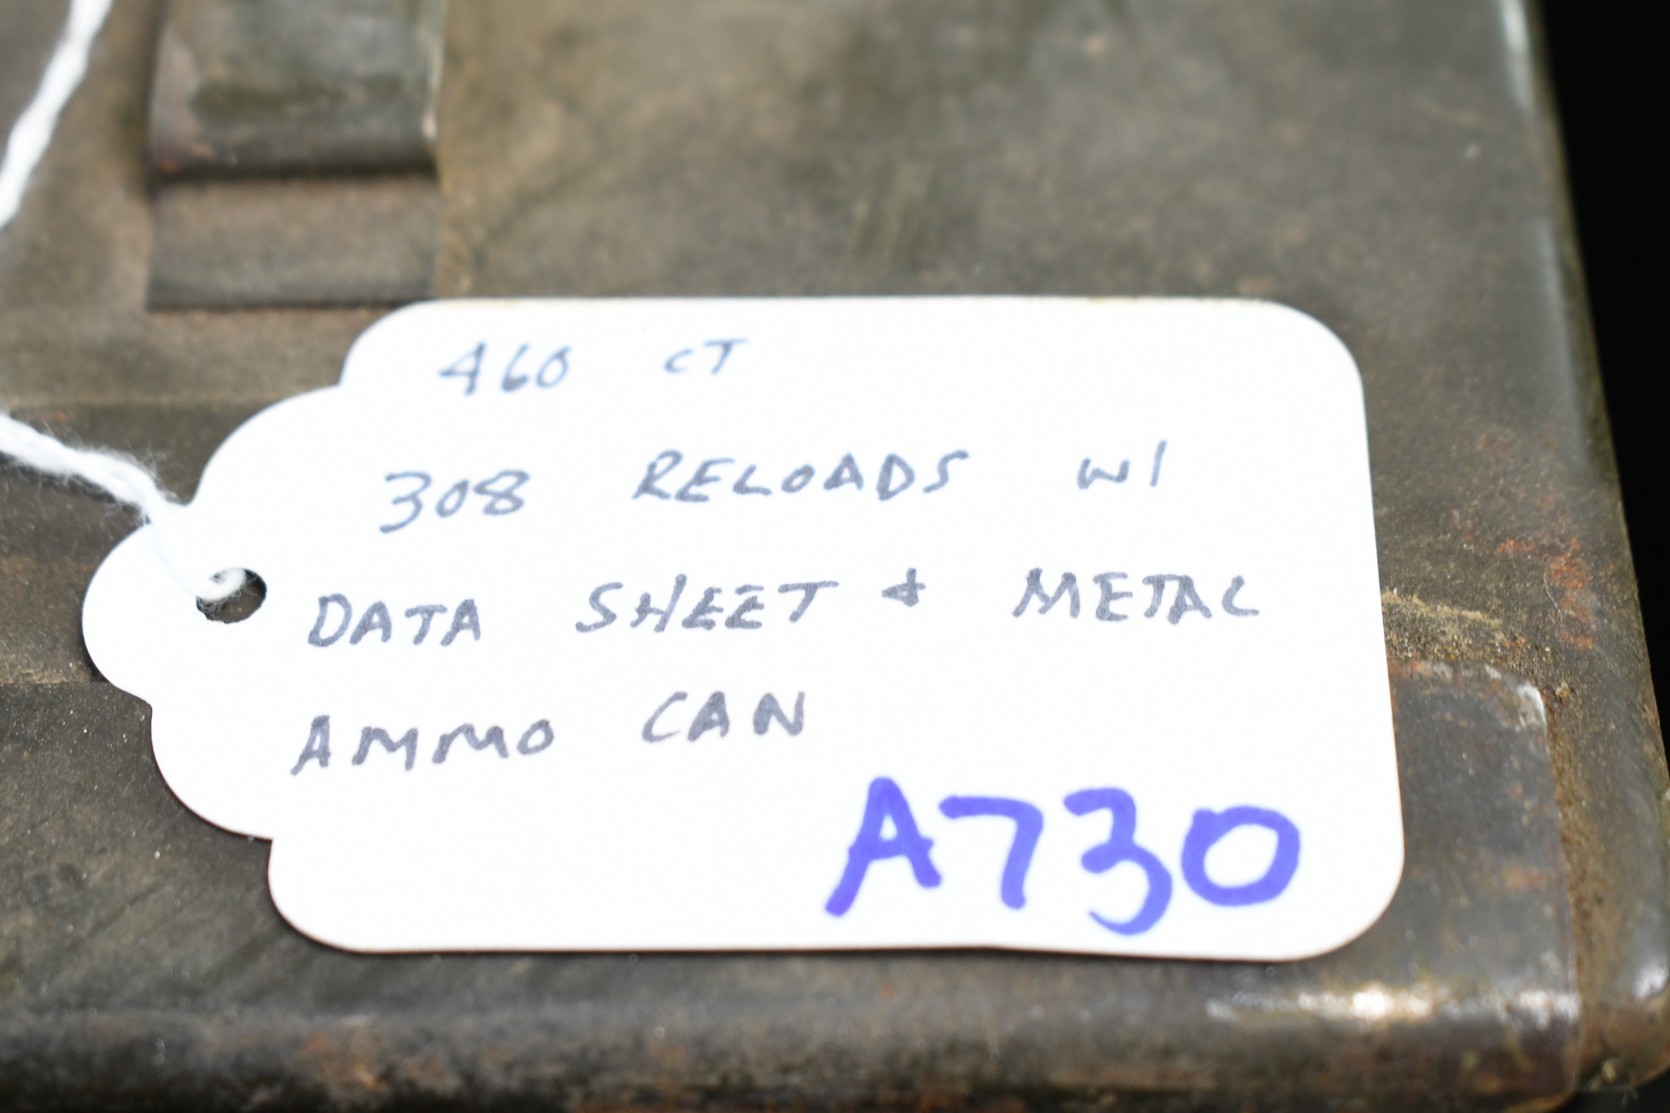 460 CT
308 RELOADS W/
DATA SHEET & METAL
AMMO CAN
A730